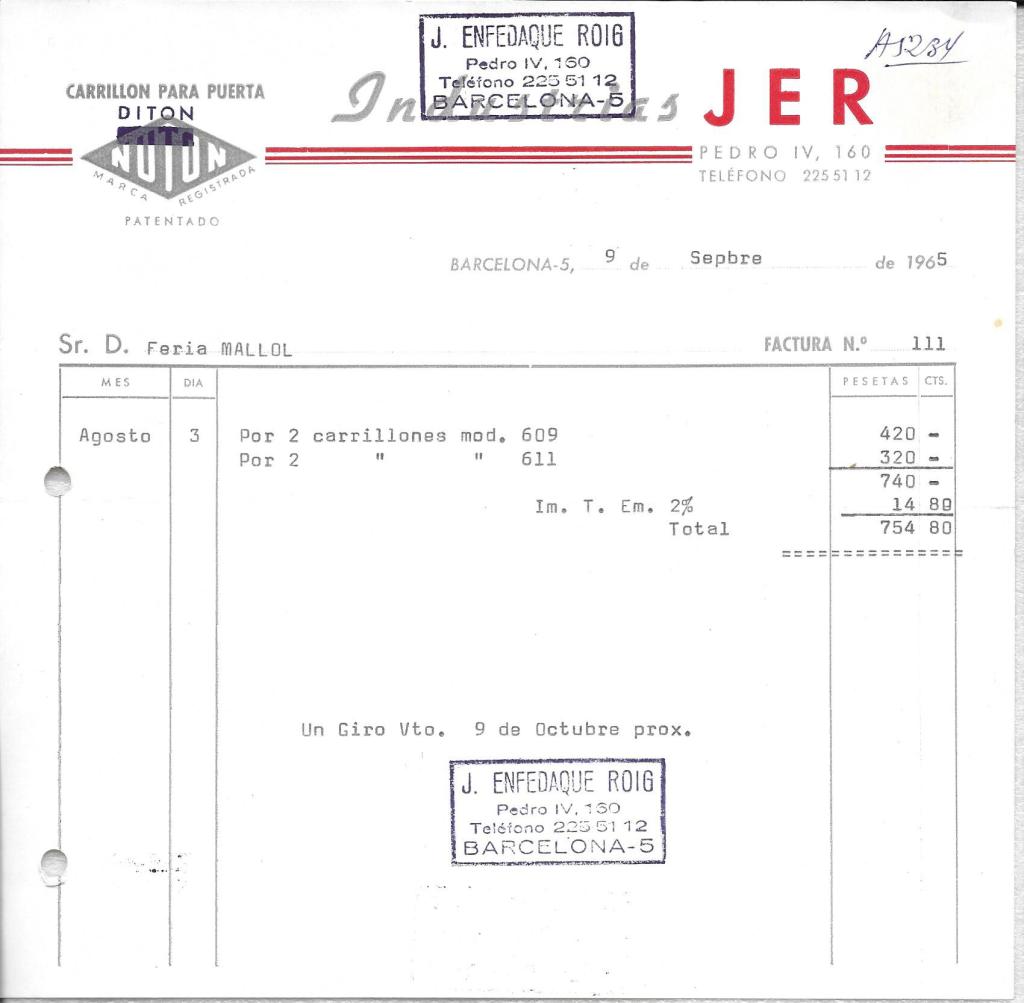 J. ENFEDAQUE ROIG
Pedro IV, 160
Teléfono 225 51 12
BARCELONA-5
A5234
CARRILLON PARA PUERTA
DITON
NOTON
MARCA REGISTRADA
PATENTADO
Industrias JER
PEDRO IV, 160
TELÉFONO 225 51 12
BARCELONA-5, 9 de Sepbre de 1965
Sr. D. Feria MALLOL FACTURA N.º 111
MES DIA PESETAS CTS.
Agosto 3 Por 2 carrillones mod. 609 420 -
Por 2 " " 611 320 -
740 -
Im. T. Em. 2% 14 80
Total 754 80
======================
Un Giro Vto. 9 de Octubre prox.
J. ENFEDAQUE ROIG
Pedro IV, 160
Teléfono 225 51 12
BARCELONA-5